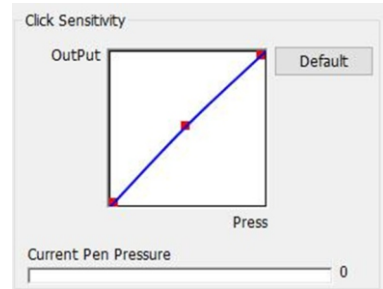 Click Sensitivity
OutPut
Default
Press
Current Pen Pressure
0